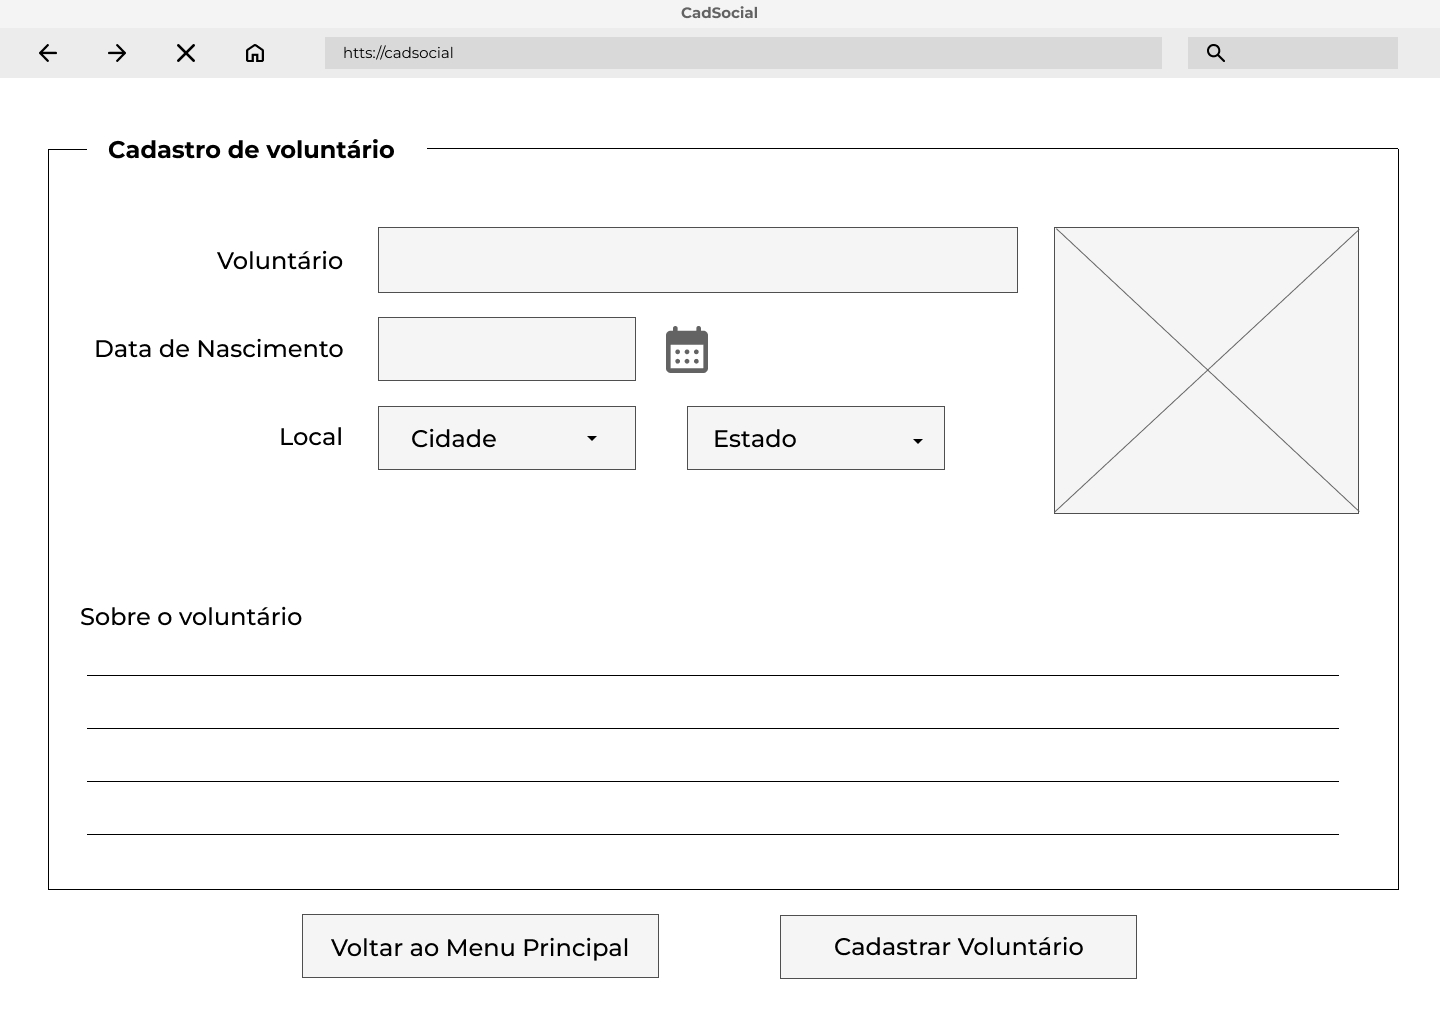 CadSocial
htts://cadsocial
Cadastro de voluntário
Voluntário
Data de Nascimento
Local
Cidade
Estado
Sobre o voluntário
Voltar ao Menu Principal
Cadastrar Voluntário